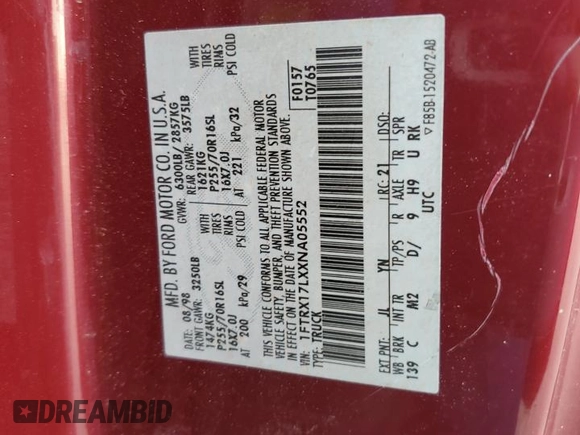 MFD. BY FORD MOTOR CO. IN U.S.A.
DATE: 08/98 GVWR: 6300LB/ 2857KG
FRONT GAWR: 3250LB REAR GAWR: 3575LB
1474KG 1621KG WITH
P255/70R16SL P255/70R16SL TIRES
16X7.0J 16X7.0J RIMS
AT 200 kPa/29 PSI COLD AT 221 kPa/32 PSI COLD
WITH
TIRES
RIMS
THIS VEHICLE CONFORMS TO ALL APPLICABLE FEDERAL MOTOR
VEHICLE SAFETY, BUMPER, AND THEFT PREVENTION STANDARDS
IN EFFECT ON THE DATE OF MANUFACTURE SHOWN ABOVE.
VIN: 1FTRX17LXXNA05552
TYPE: TRUCK
F0157
T0765
EXT PNT: JL YN RC: 21 DSO:
WB BRK INT TR TP/PS R AXLE TR SPR
139 C M2 D/ 9 H9 U RK
UTC ▽ F85B-1520472-AB
DREAMBID